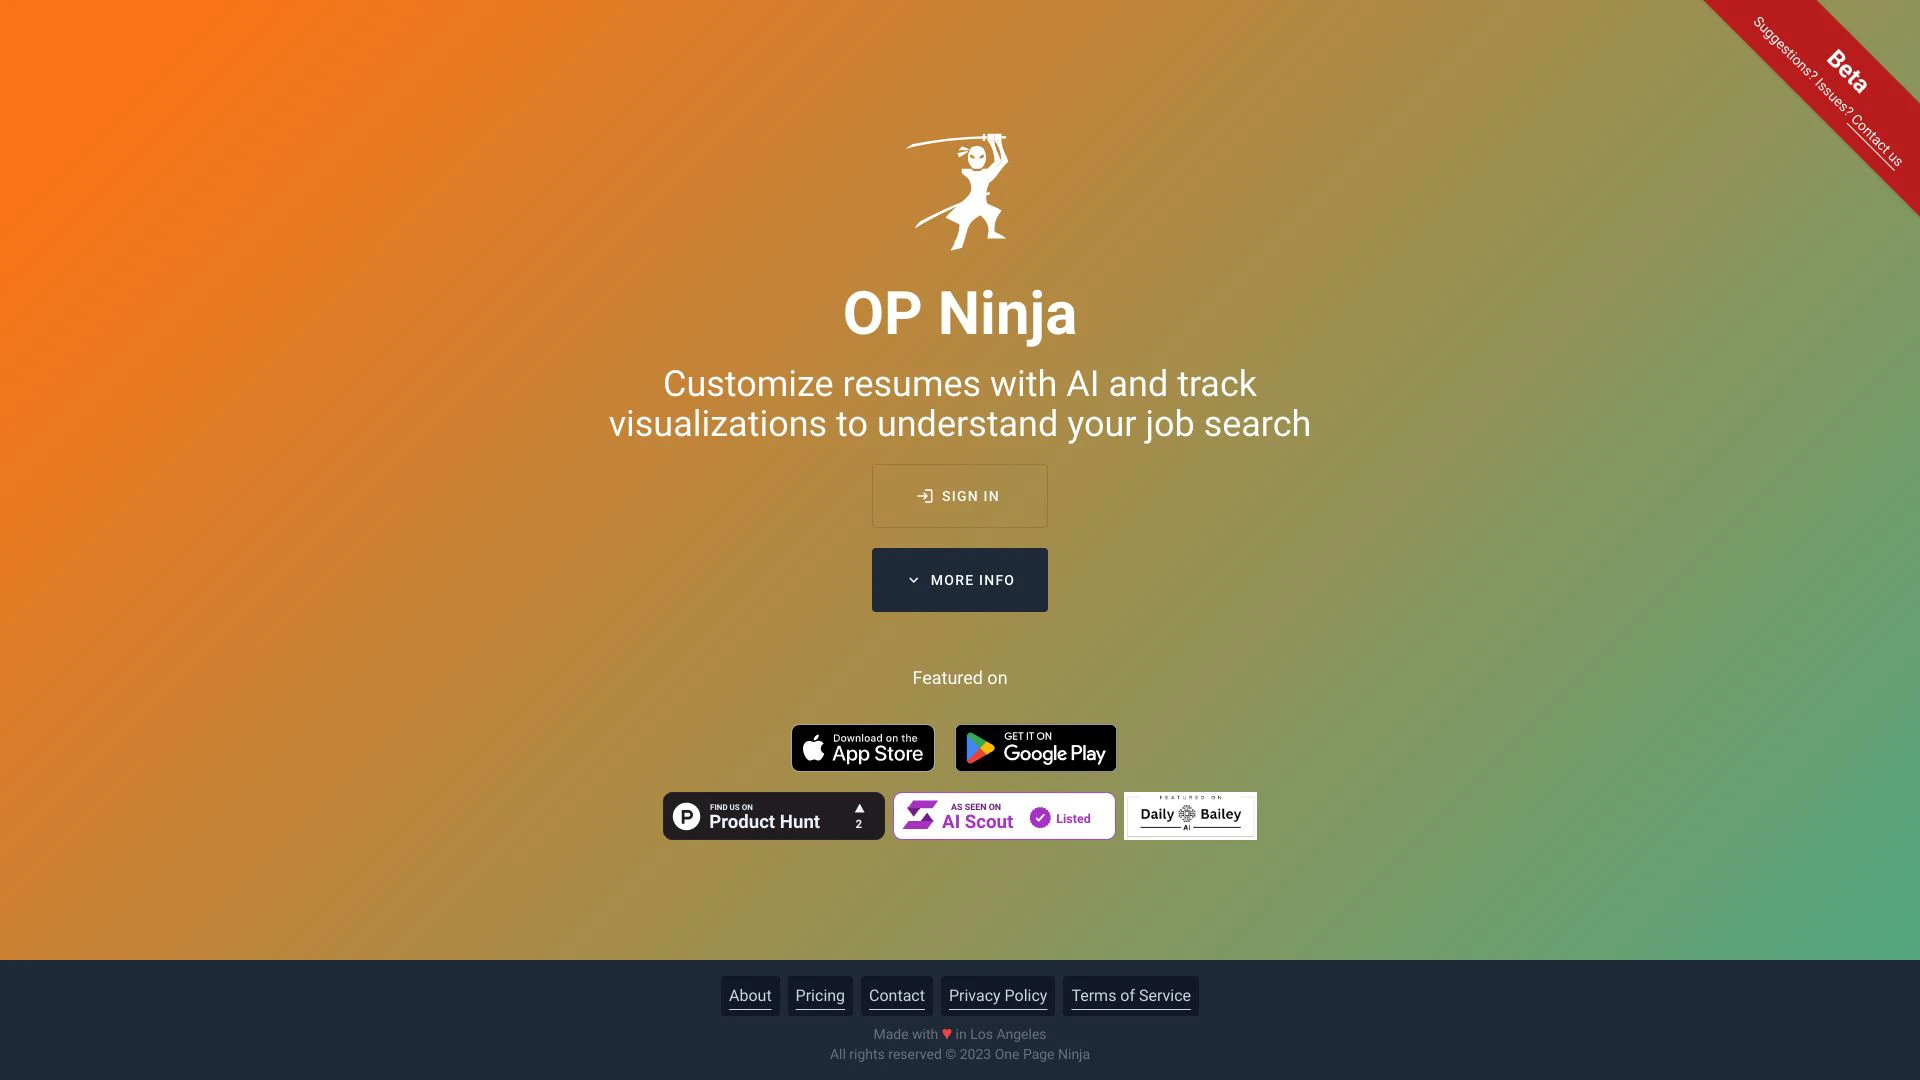 Beta
Suggestions? Issues? Contact us
OP Ninja
Customize resumes with AI and track
visualizations to understand your job search
SIGN IN
MORE INFO
Featured on
Download on the
App Store
GET IT ON
Google Play
FIND US ON
Product Hunt
2
AS SEEN ON
AI Scout
Listed
FEATURED ON
Daily Bailey
AI
About
Pricing
Contact
Privacy Policy
Terms of Service
Made with ♥ in Los Angeles
All rights reserved © 2023 One Page Ninja